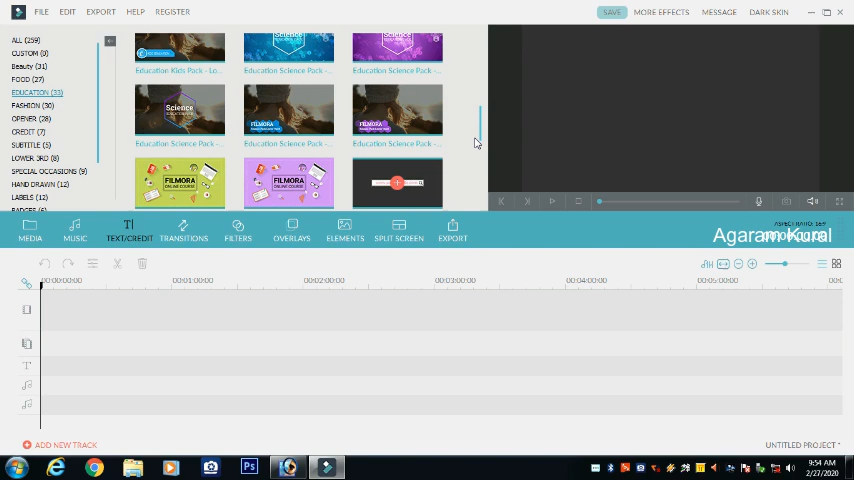 FILE EDIT EXPORT HELP REGISTER SAVE MORE EFFECTS MESSAGE DARK SKIN
ALL (259)
CUSTOM (0)
Beauty (31)
FOOD (27)
EDUCATION (33)
FASHION (30)
OPENER (28)
CREDIT (7)
SUBTITLE (5)
LOWER 3RD (8)
SPECIAL OCCASIONS (9)
HAND DRAWN (12)
LABELS (12)
Education Kids Pack - Lo... Education Science Pack -... Education Science Pack -...
Science FILMORA FILMORA
Education Science Pack -... Education Science Pack -... Education Science Pack -...
FILMORA FILMORA
ONLINE COURSE ONLINE COURSE
MEDIA MUSIC TEXT/CREDIT TRANSITIONS FILTERS OVERLAYS ELEMENTS SPLIT SCREEN EXPORT
ASPECT RATIO: 16:9
Agaram Kural
00:00:00:00 00:01:00:00 00:02:00:00 00:03:00:00 00:04:00:00 00:05:00:00
ADD NEW TRACK UNTITLED PROJECT *
Ps
9:54 AM
2/27/2020